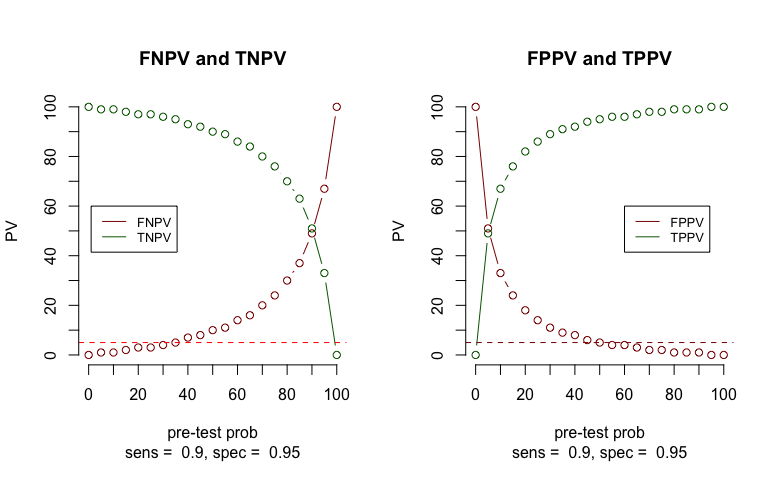 FNPV and TNPV
PV
100
80
60
40
20
0
FNPV
TNPV
0 20 40 60 80 100
pre-test prob
sens =  0.9, spec =  0.95
FPPV and TPPV
PV
100
80
60
40
20
0
FPPV
TPPV
0 20 40 60 80 100
pre-test prob
sens =  0.9, spec =  0.95